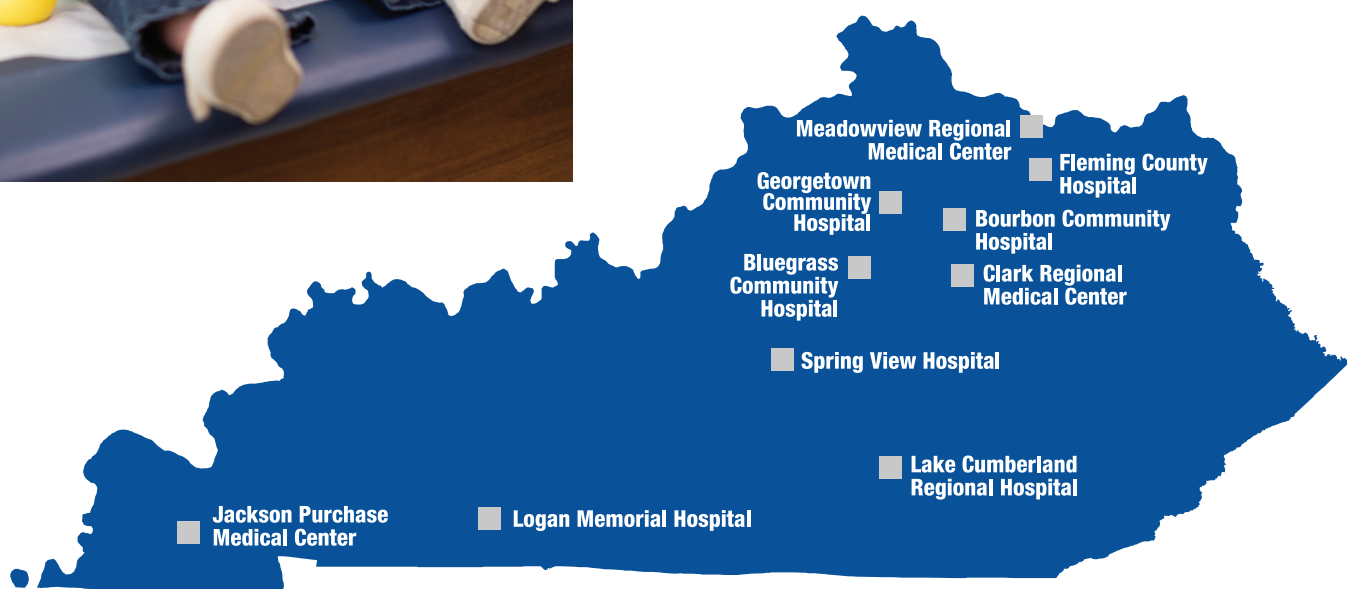 Meadowview Regional
Medical Center
Fleming County
Hospital
Georgetown
Community
Hospital
Bourbon Community
Hospital
Bluegrass
Community
Hospital
Clark Regional
Medical Center
Spring View Hospital
Lake Cumberland
Regional Hospital
Jackson Purchase
Medical Center
Logan Memorial Hospital